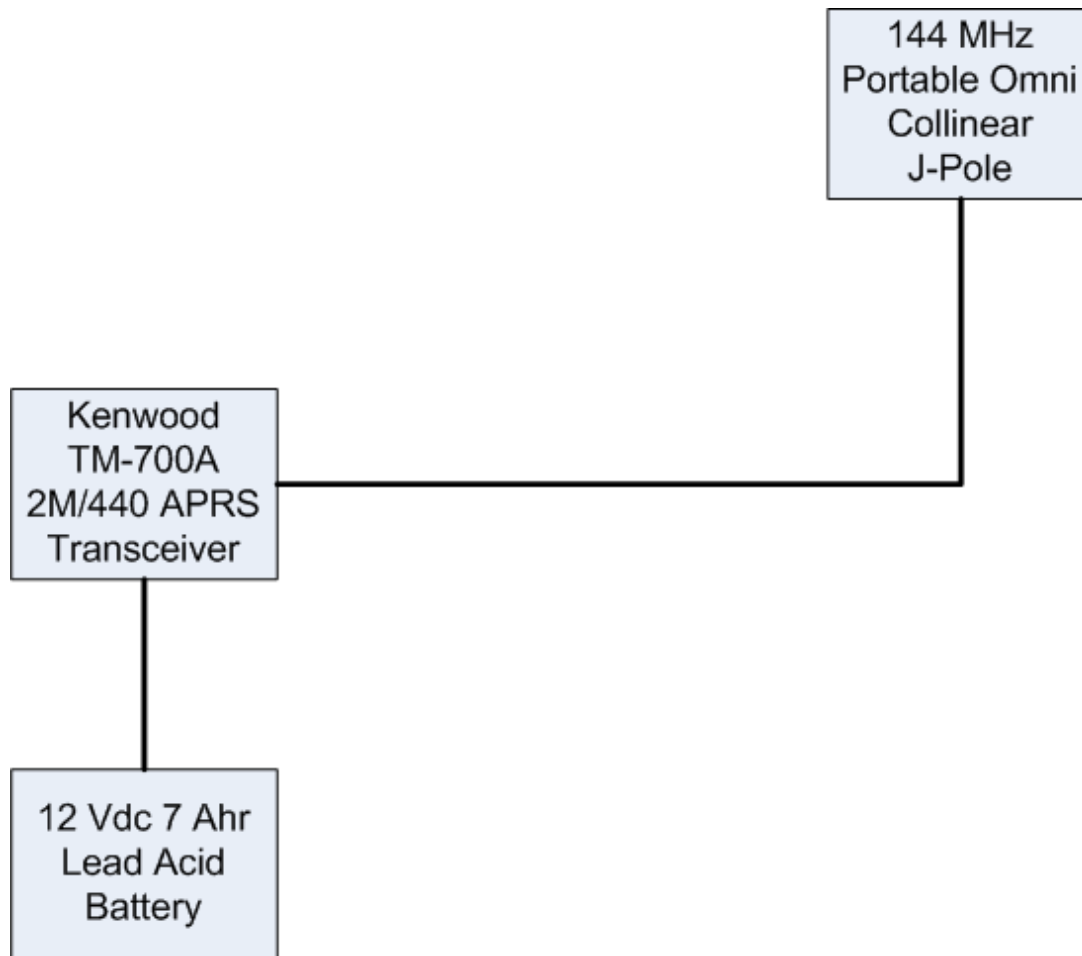 144 MHz
Portable Omni
Collinear
J-Pole
Kenwood
TM-700A
2M/440 APRS
Transceiver
12 Vdc 7 Ahr
Lead Acid
Battery